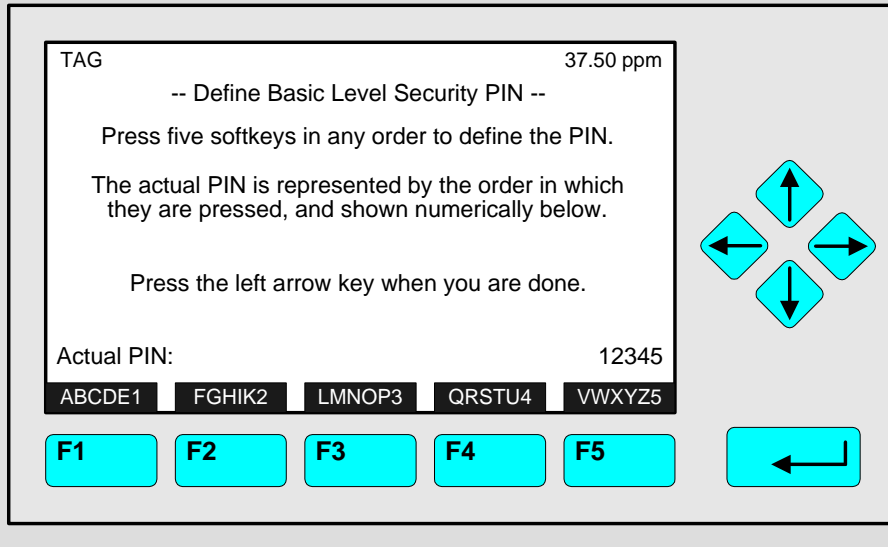 TAG 37.50 ppm
-- Define Basic Level Security PIN --
Press five softkeys in any order to define the PIN.
The actual PIN is represented by the order in which
they are pressed, and shown numerically below.
Press the left arrow key when you are done.
Actual PIN: 12345
ABCDE1 FGHIK2 LMNOP3 QRSTU4 VWXYZ5
F1 F2 F3 F4 F5